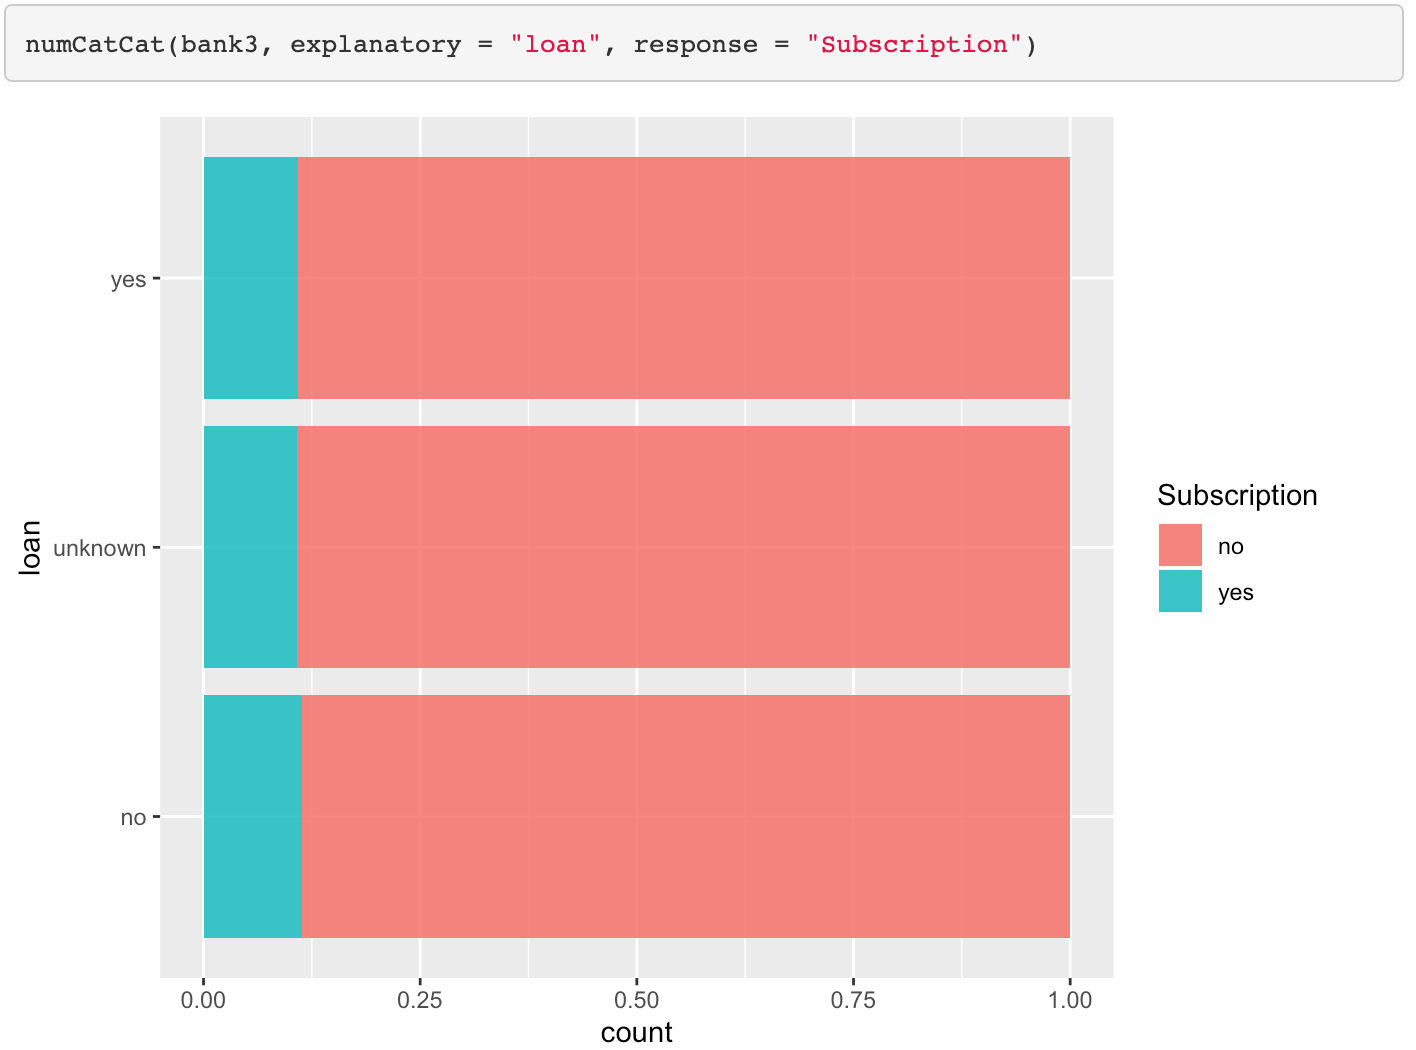 numCatCat(bank3, explanatory = "loan", response = "Subscription")
yes
unknown
no
loan
0.00 0.25 0.50 0.75 1.00
count
Subscription
no
yes